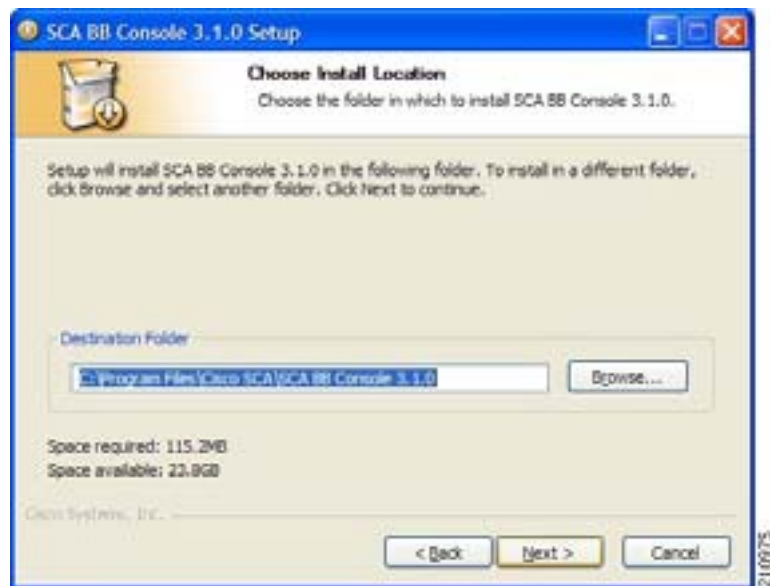 SCA BB Console 3.1.0 Setup
Choose Install Location
Choose the folder in which to install SCA BB Console 3.1.0.
Setup will install SCA BB Console 3.1.0 in the following folder. To install in a different folder,
click Browse and select another folder. Click Next to continue.
Destination Folder
C:\Program Files\Cisco SCA\SCA BB Console 3.1.0
Browse...
Space required: 115.2MB
Space available: 23.8GB
Cisco Systems, Inc.
< Back
Next >
Cancel
210975